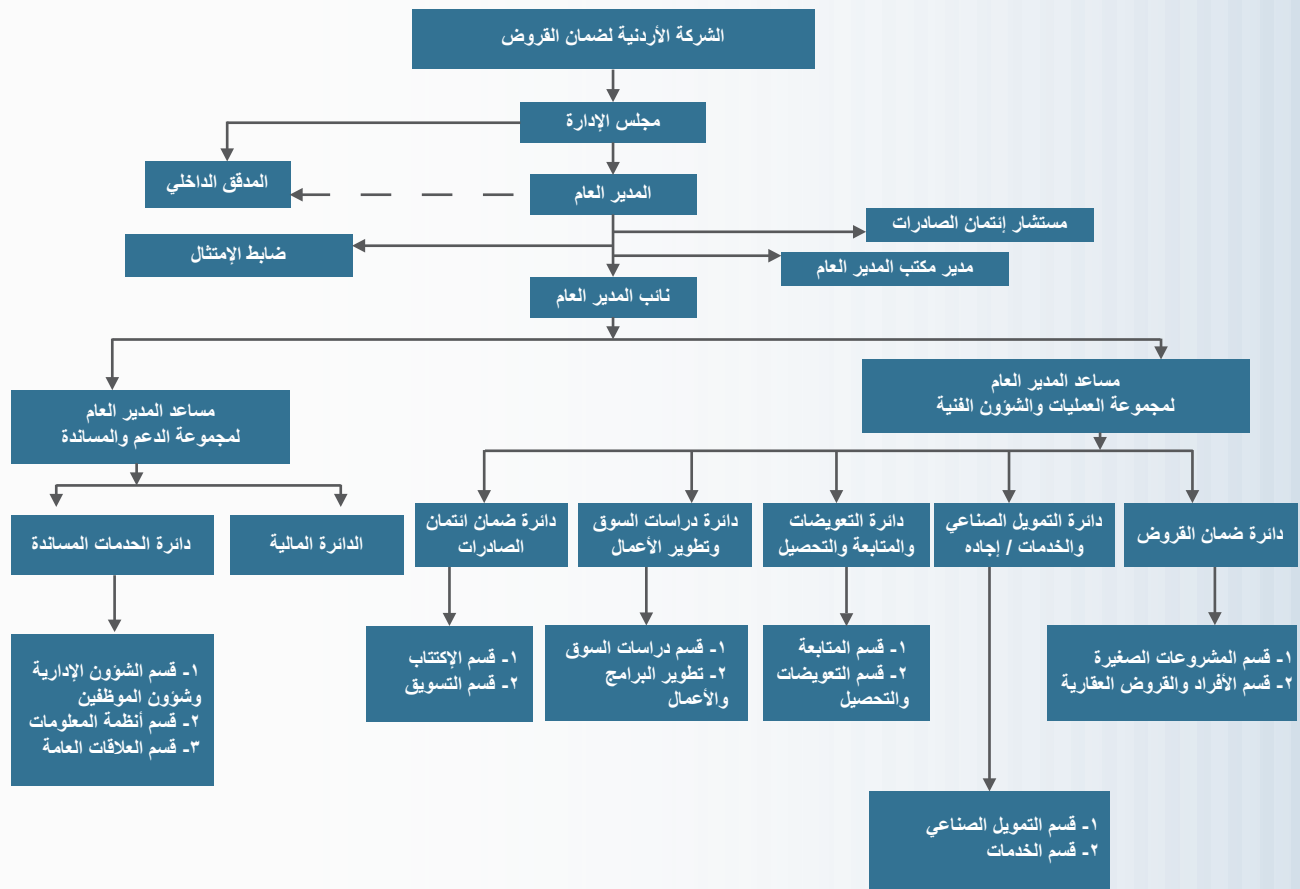 الشركة الأردنية لضمان القروض
مجلس الإدارة
المدقق الداخلي
المدير العام
مستشار إئتمان الصادرات
ضابط الإمتثال
مدير مكتب المدير العام
نائب المدير العام
مساعد المدير العام
لمجموعة العمليات والشؤون الفنية
مساعد المدير العام
لمجموعة الدعم والمساندة
دائرة ضمان القروض
دائرة التمويل الصناعي
والخدمات / إجاده
دائرة التعويضات
والمتابعة والتحصيل
دائرة دراسات السوق
وتطوير الأعمال
دائرة ضمان ائتمان
الصادرات
الدائرة المالية
دائرة الحدمات المساندة
١- قسم المشروعات الصغيرة
٢- قسم الأفراد والقروض العقارية
١- قسم المتابعة
٢- قسم التعويضات
والتحصيل
١- قسم دراسات السوق
٢- تطوير البرامج
والأعمال
١- قسم الإكتتاب
٢- قسم التسويق
١- قسم الشؤون الإدارية
وشؤون الموظفين
٢- قسم أنظمة المعلومات
٣- قسم العلاقات العامة
١- قسم التمويل الصناعي
٢- قسم الخدمات